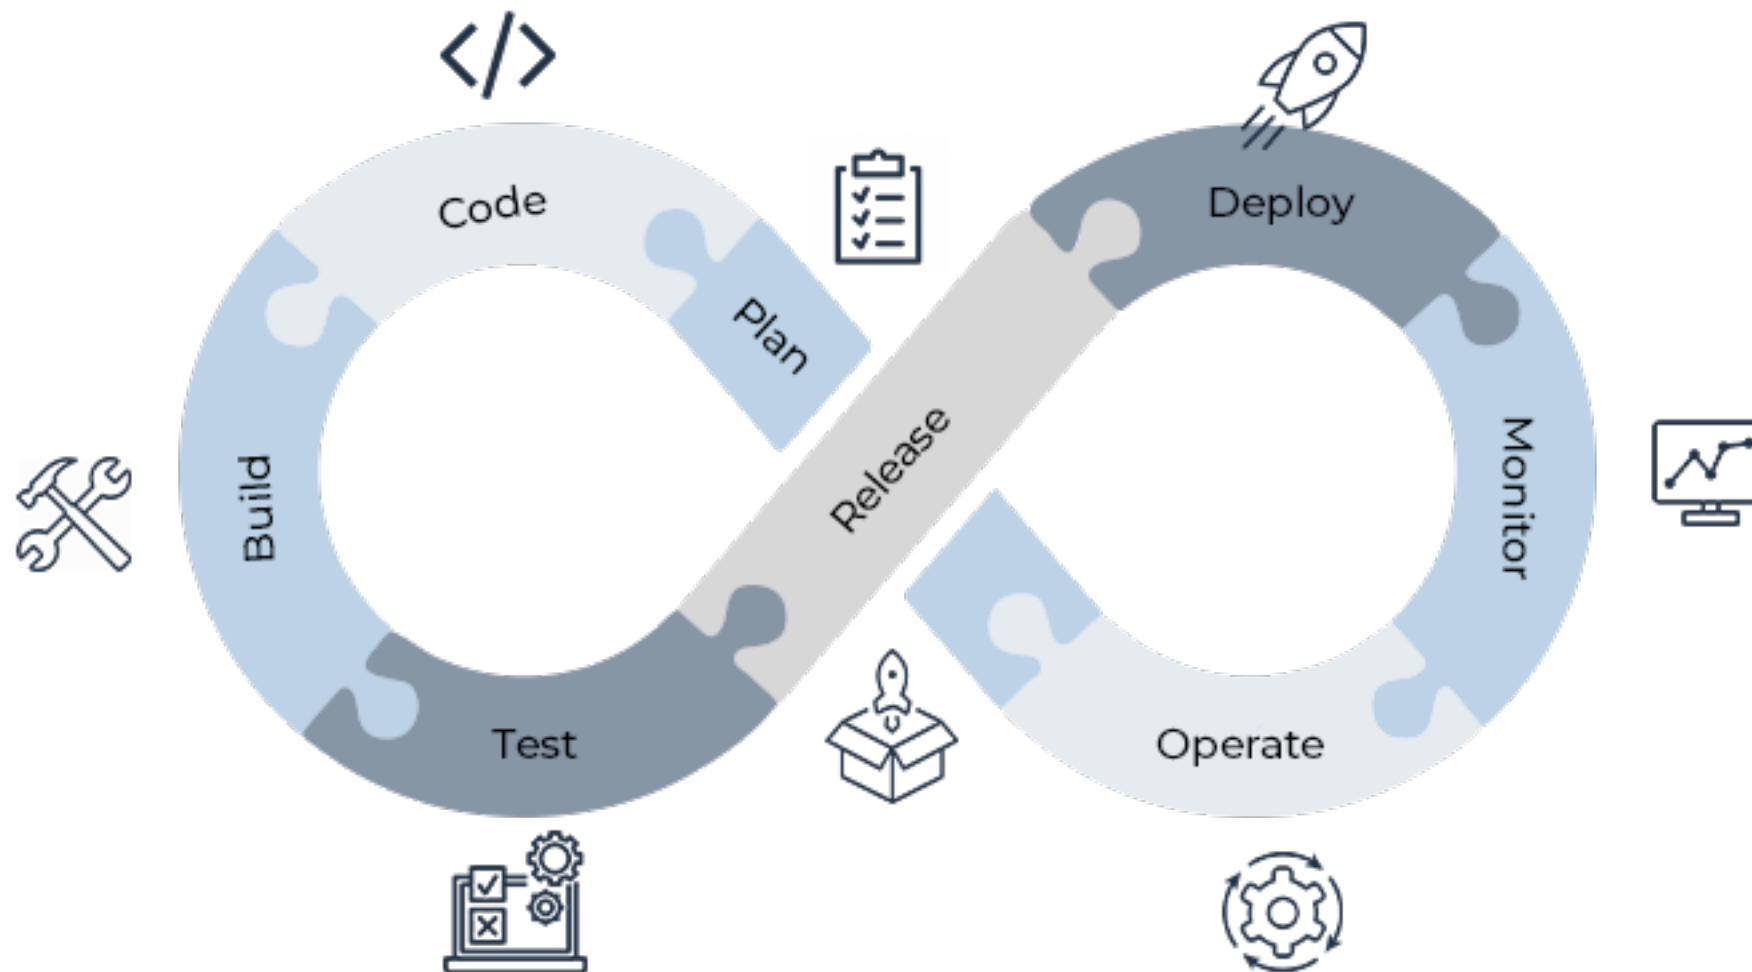 Code
Deploy
Plan
Release
Build
Monitor
Test
Operate